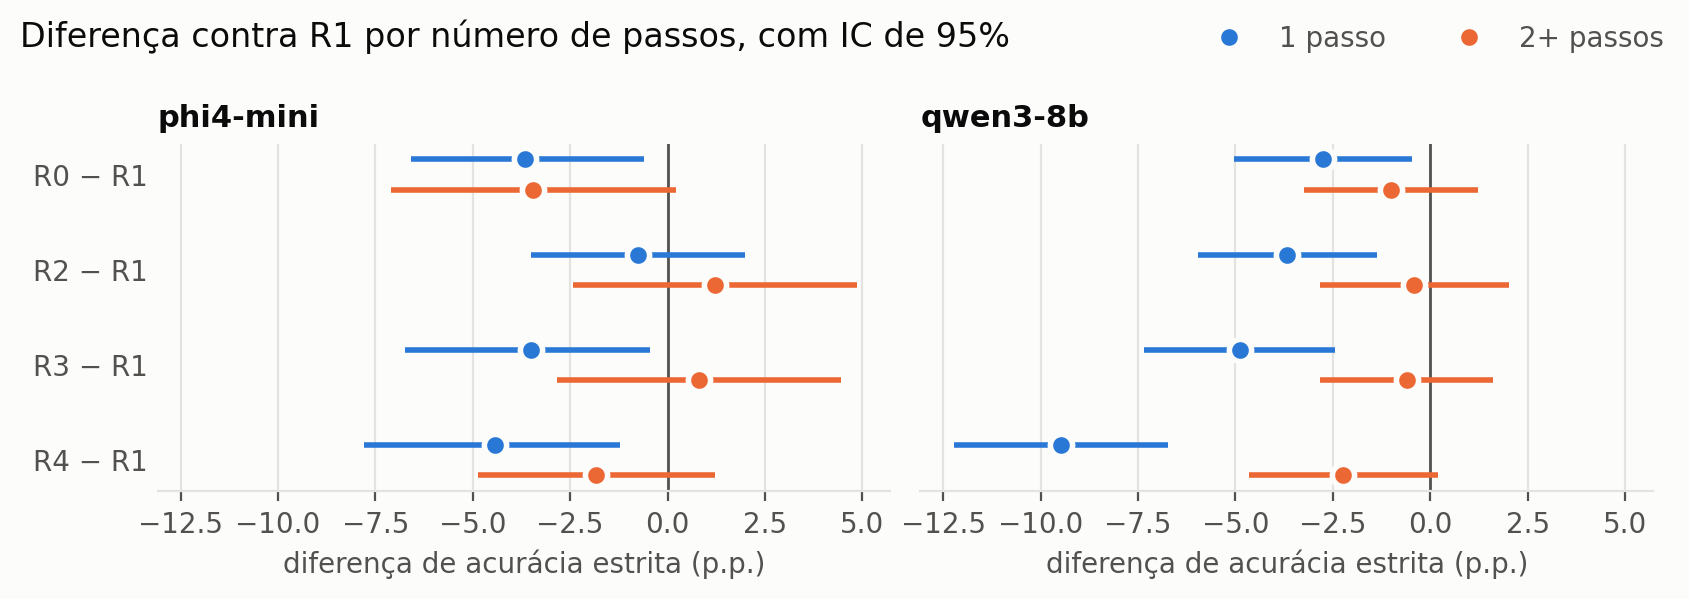 Diferença contra R1 por número de passos, com IC de 95%
1 passo
2+ passos
phi4-mini
qwen3-8b
R0 − R1
R2 − R1
R3 − R1
R4 − R1
−12.5 −10.0 −7.5 −5.0 −2.5 0.0 2.5 5.0
−12.5 −10.0 −7.5 −5.0 −2.5 0.0 2.5 5.0
diferença de acurácia estrita (p.p.)
diferença de acurácia estrita (p.p.)